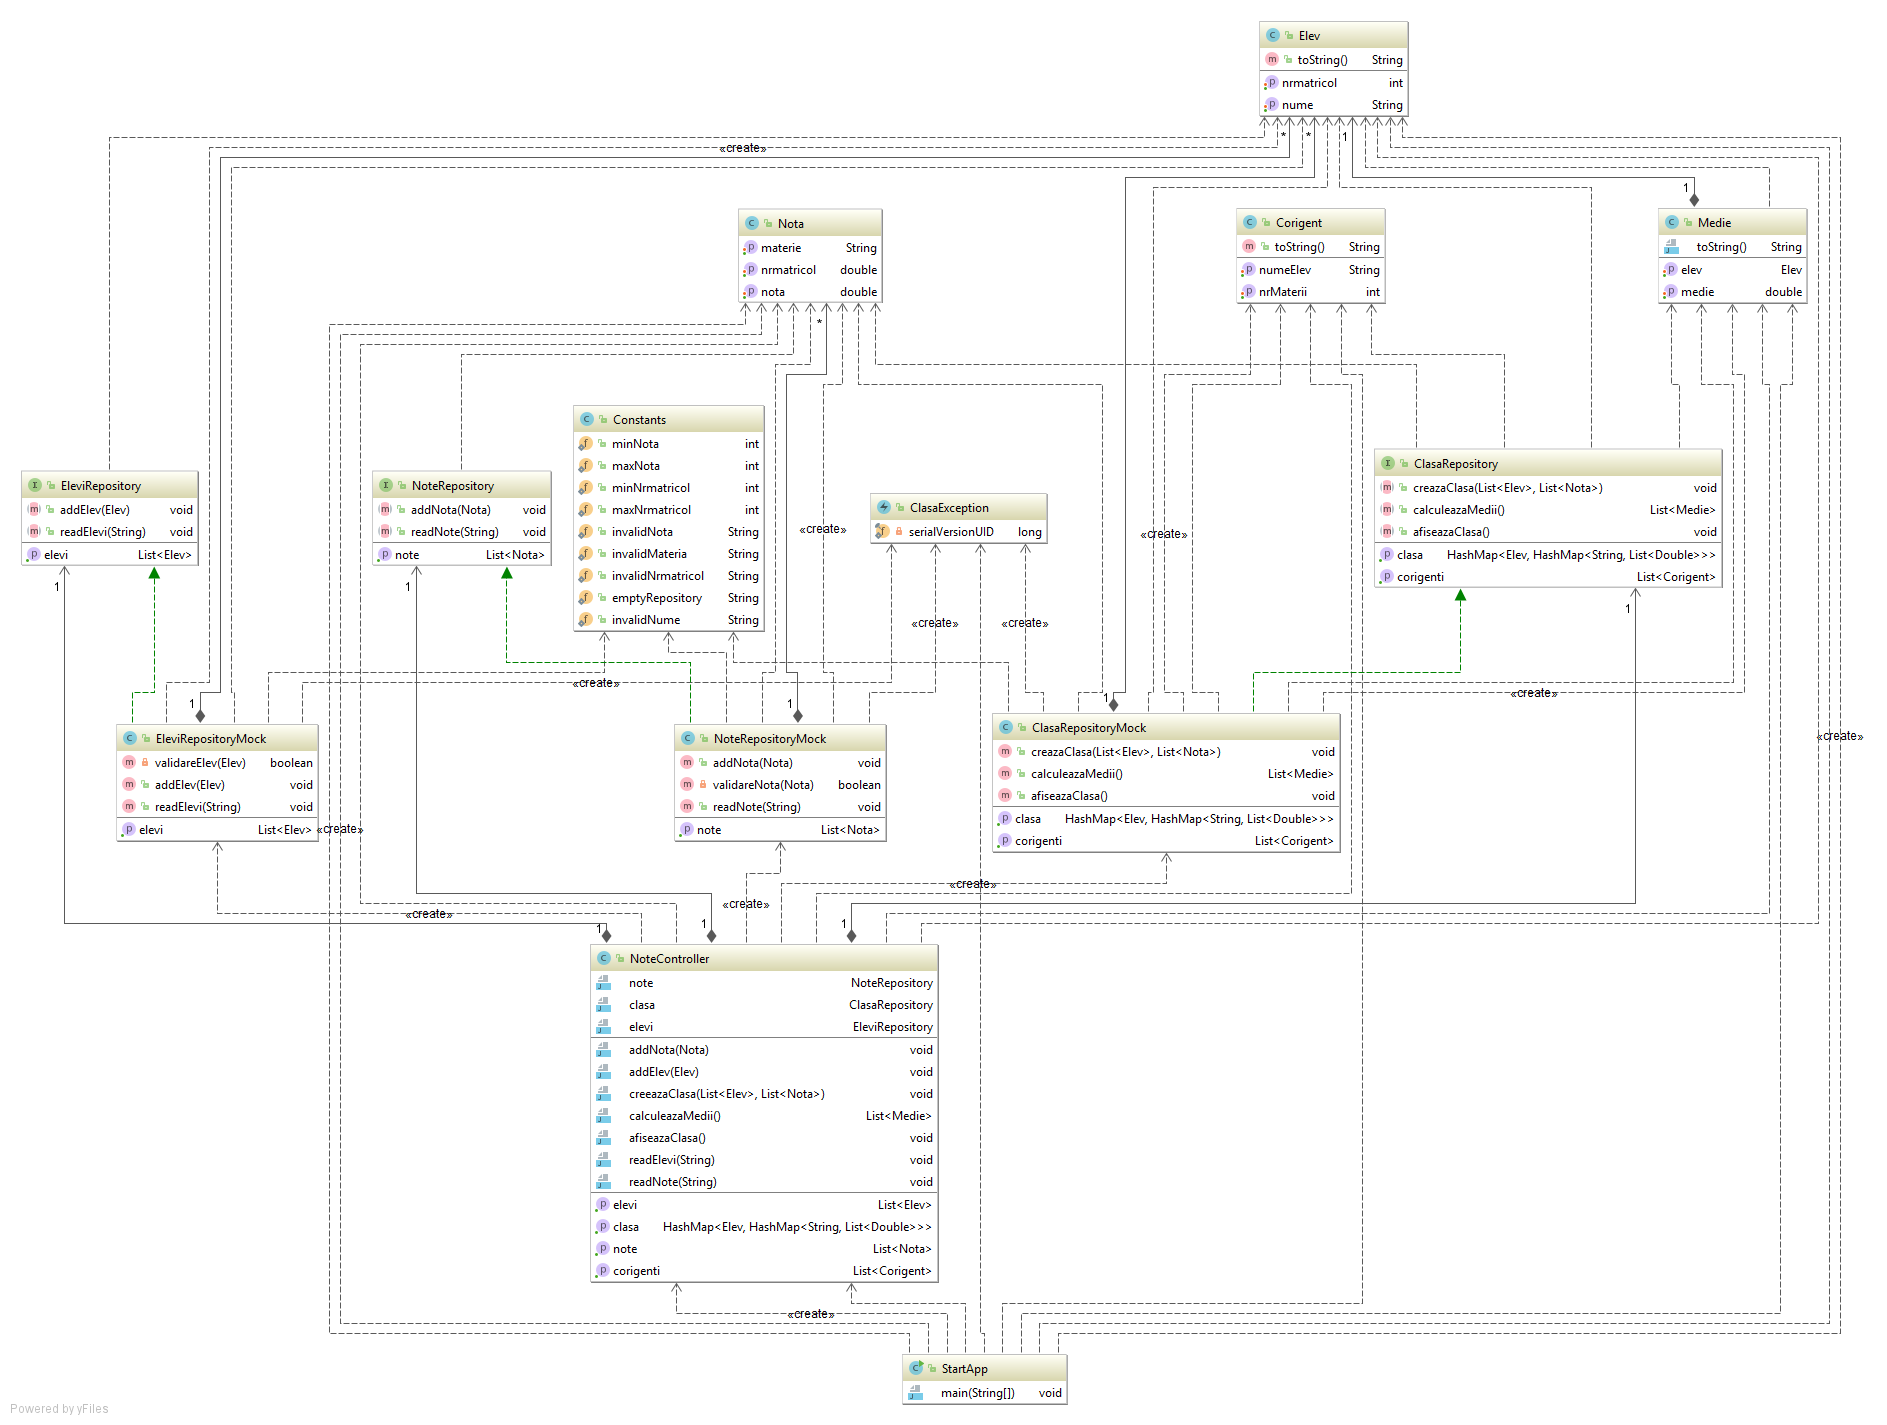 Elev
toString() String
nrmatricol int
nume String
* * 1
«create»
1
Nota
materie String
nrmatricol double
nota double
*
Corigent
toString() String
numeElev String
nrMaterii int
Medie
toString() String
elev Elev
medie double
Constants
minNota int
maxNota int
minNrmatricol int
maxNrmatricol int
invalidNota String
invalidMateria String
invalidNrmatricol String
emptyRepository String
invalidNume String
EleviRepository
addElev(Elev) void
readElevi(String) void
elevi List<Elev>
1
NoteRepository
addNota(Nota) void
readNote(String) void
note List<Nota>
1
ClasaException
serialVersionUID long
«create»
«create»
ClasaRepository
creazaClasa(List<Elev>, List<Nota>) void
calculeazaMedii() List<Medie>
afiseazaClasa() void
clasa HashMap<Elev, HashMap<String, List<Double>>>
corigenti List<Corigent>
1
«create» «create»
«create» «create»
1 1 1
«create»
EleviRepositoryMock
validareElev(Elev) boolean
addElev(Elev) void
readElevi(String) void
elevi List<Elev>
«create»
NoteRepositoryMock
addNota(Nota) void
validareNota(Nota) boolean
readNote(String) void
note List<Nota>
ClasaRepositoryMock
creazaClasa(List<Elev>, List<Nota>) void
calculeazaMedii() List<Medie>
afiseazaClasa() void
clasa HashMap<Elev, HashMap<String, List<Double>>>
corigenti List<Corigent>
«create»
«create»
«create»
«create»
1 1 1
NoteController
note NoteRepository
clasa ClasaRepository
elevi EleviRepository
addNota(Nota) void
addElev(Elev) void
creeazaClasa(List<Elev>, List<Nota>) void
calculeazaMedii() List<Medie>
afiseazaClasa() void
readElevi(String) void
readNote(String) void
elevi List<Elev>
clasa HashMap<Elev, HashMap<String, List<Double>>>
note List<Nota>
corigenti List<Corigent>
«create»
StartApp
main(String[]) void
Powered by yFiles